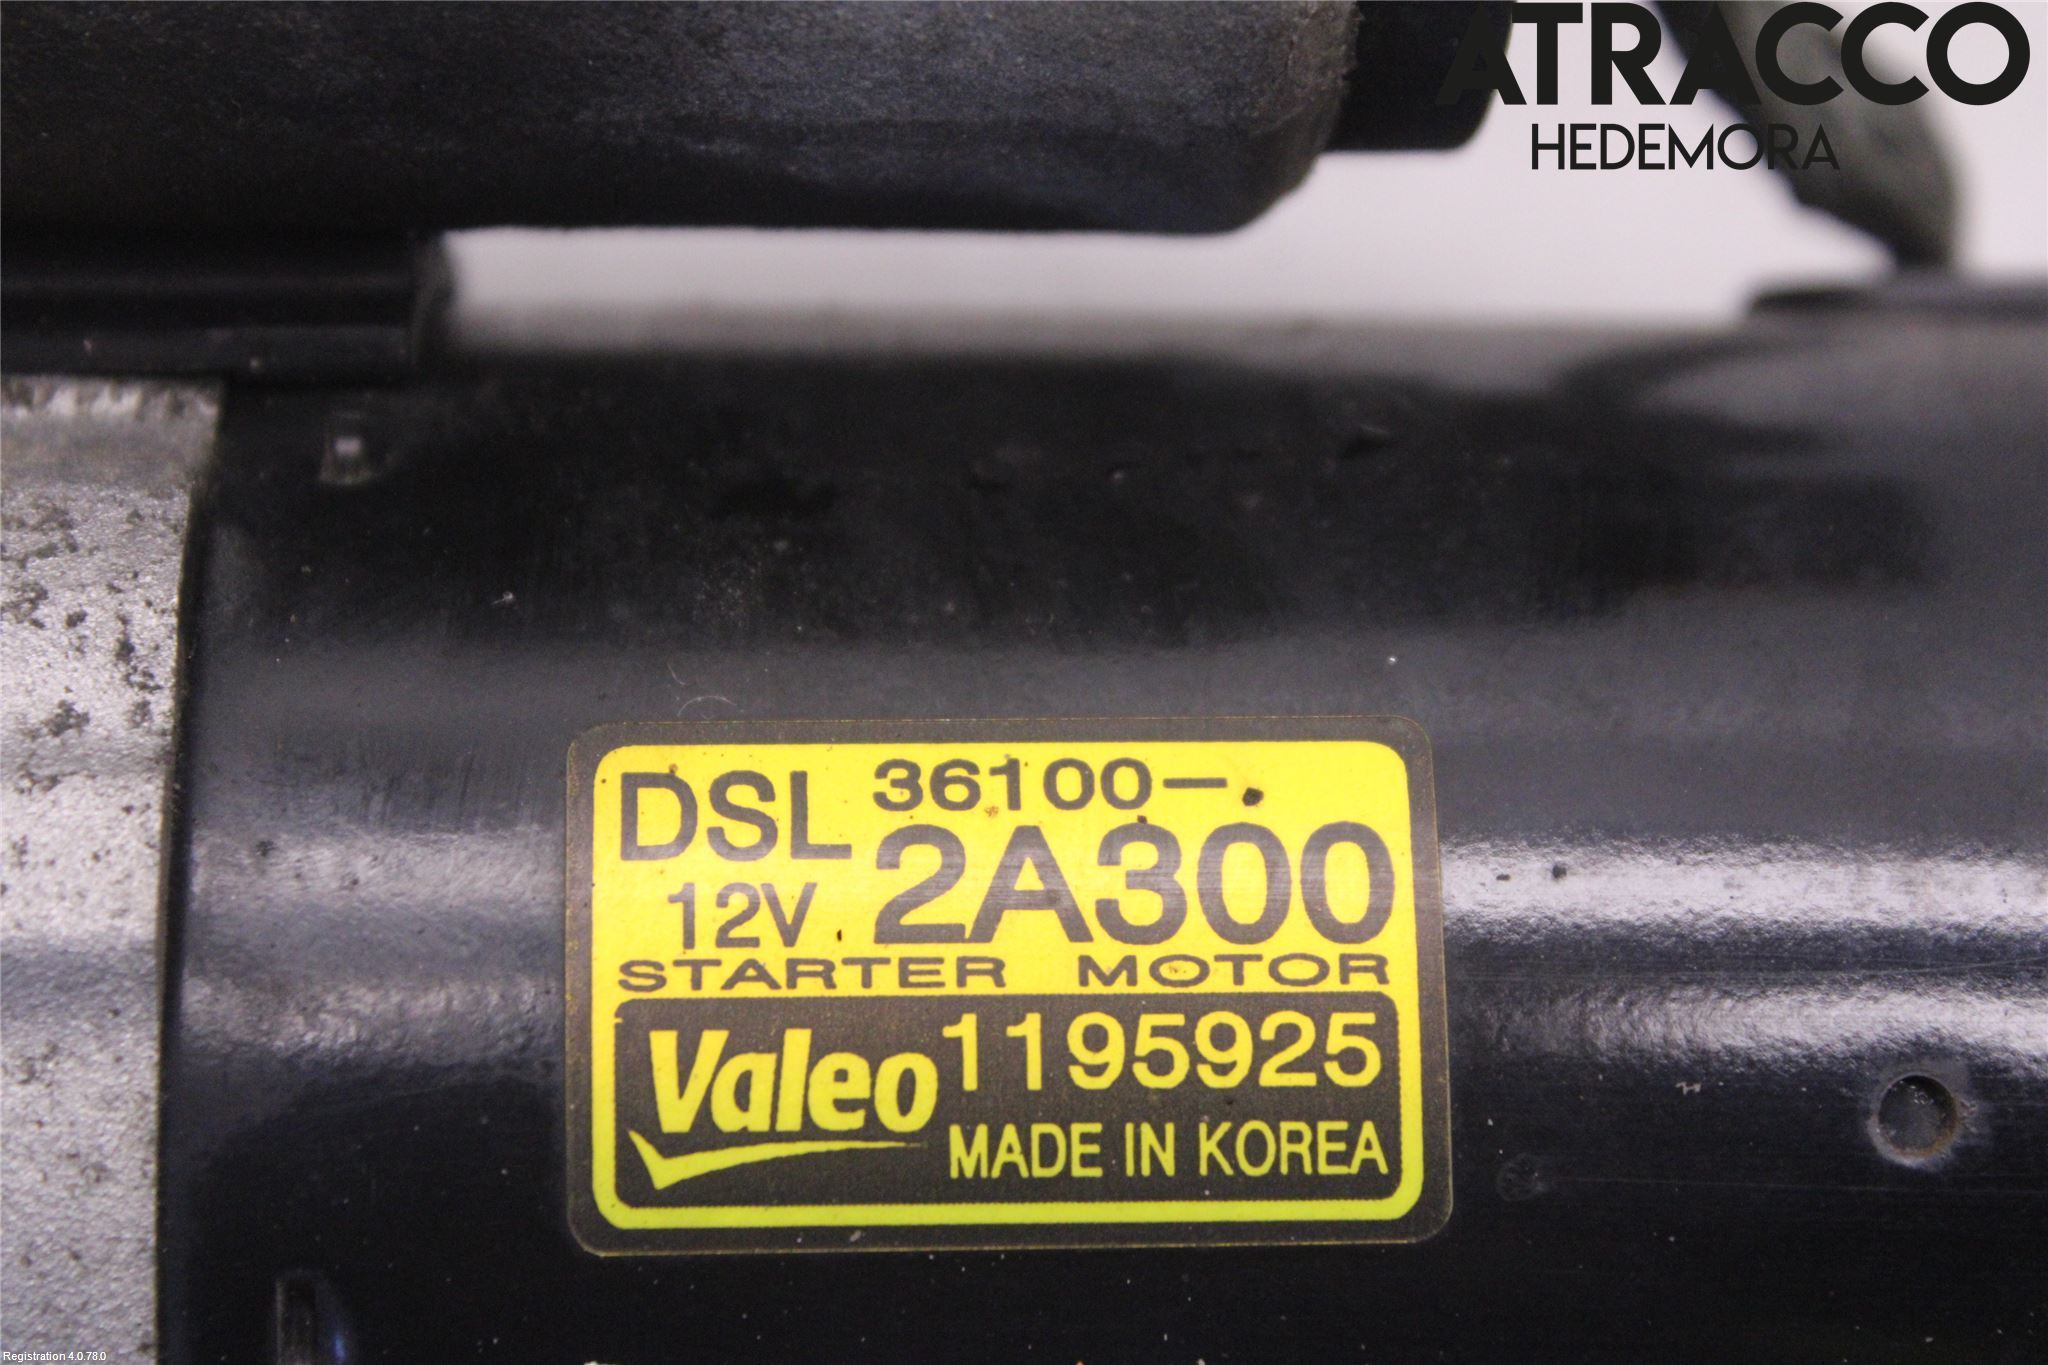 ATRACCO
HEDEMORA
DSL 36100-
12V 2A300
STARTER MOTOR
Valeo 1195925
MADE IN KOREA
Registration 4.0.78.0